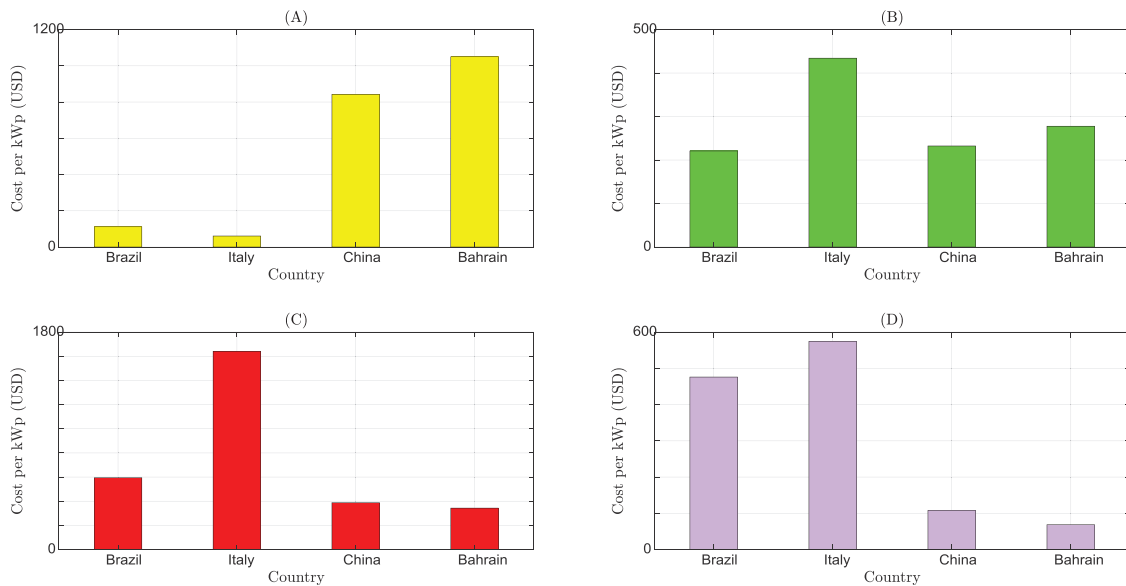 (A)
1200
Cost per kWp (USD)
0
Brazil Italy China Bahrain
Country
(B)
500
Cost per kWp (USD)
0
Brazil Italy China Bahrain
Country
(C)
1800
Cost per kWp (USD)
0
Brazil Italy China Bahrain
Country
(D)
600
Cost per kWp (USD)
0
Brazil Italy China Bahrain
Country